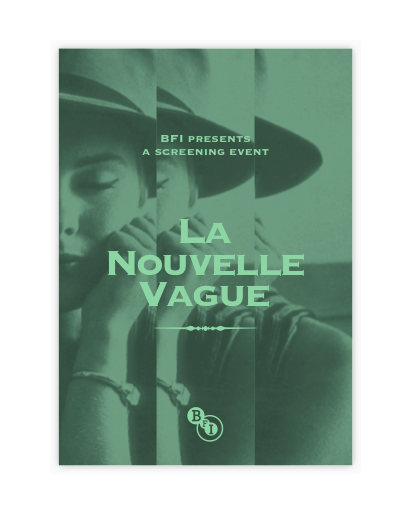 BFI PRESENTS
A SCREENING EVENT
LA
NOUVELLE
VAGUE
BFI